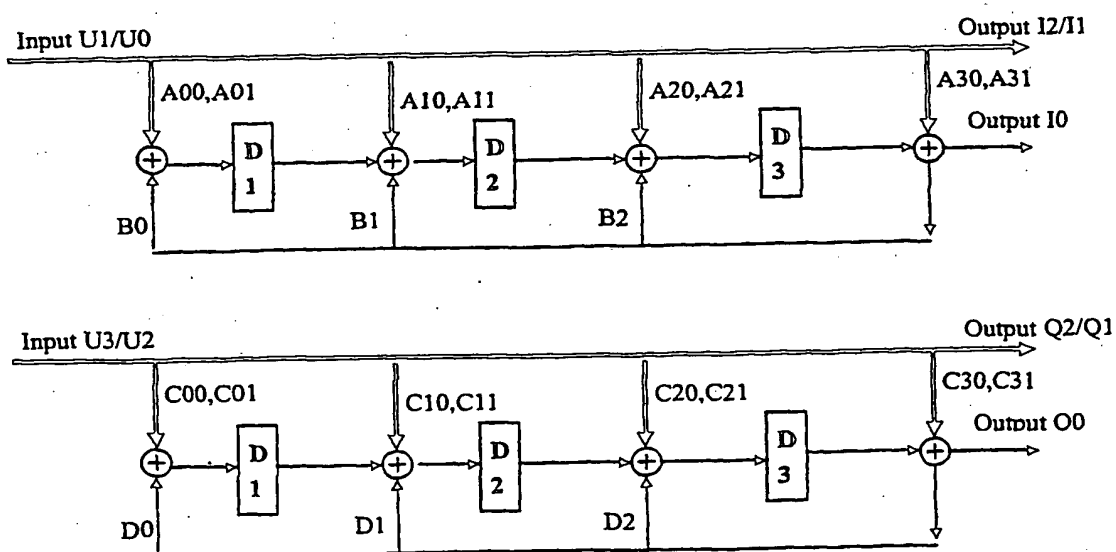 Input U1/U0
Output I2/I1
A00,A01
A10,A11
A20,A21
A30,A31
Output I0
D
1
D
2
D
3
B0
B1
B2
Input U3/U2
Output Q2/Q1
C00,C01
C10,C11
C20,C21
C30,C31
Output O0
D
1
D
2
D
3
D0
D1
D2